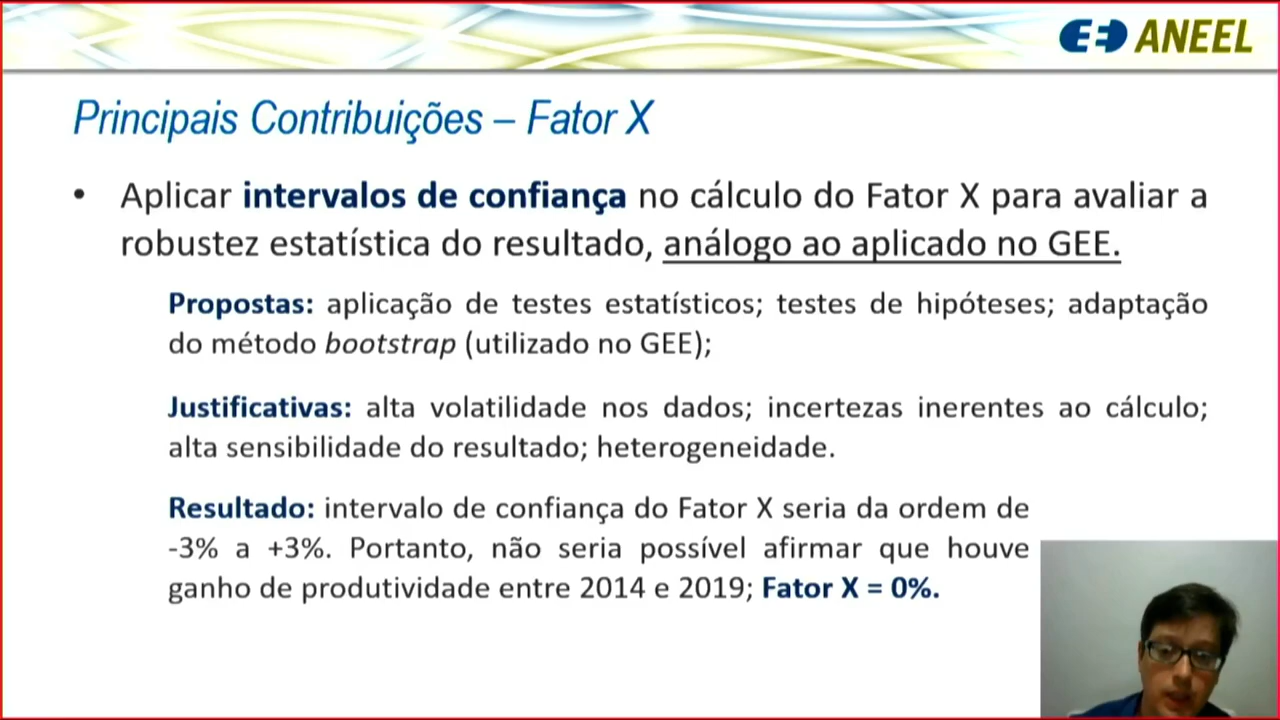 ANEEL
Principais Contribuições – Fator X
• Aplicar intervalos de confiança no cálculo do Fator X para avaliar a
robustez estatística do resultado, análogo ao aplicado no GEE.
Propostas: aplicação de testes estatísticos; testes de hipóteses; adaptação
do método bootstrap (utilizado no GEE);
Justificativas: alta volatilidade nos dados; incertezas inerentes ao cálculo;
alta sensibilidade do resultado; heterogeneidade.
Resultado: intervalo de confiança do Fator X seria da ordem de
-3% a +3%. Portanto, não seria possível afirmar que houve
ganho de produtividade entre 2014 e 2019; Fator X = 0%.